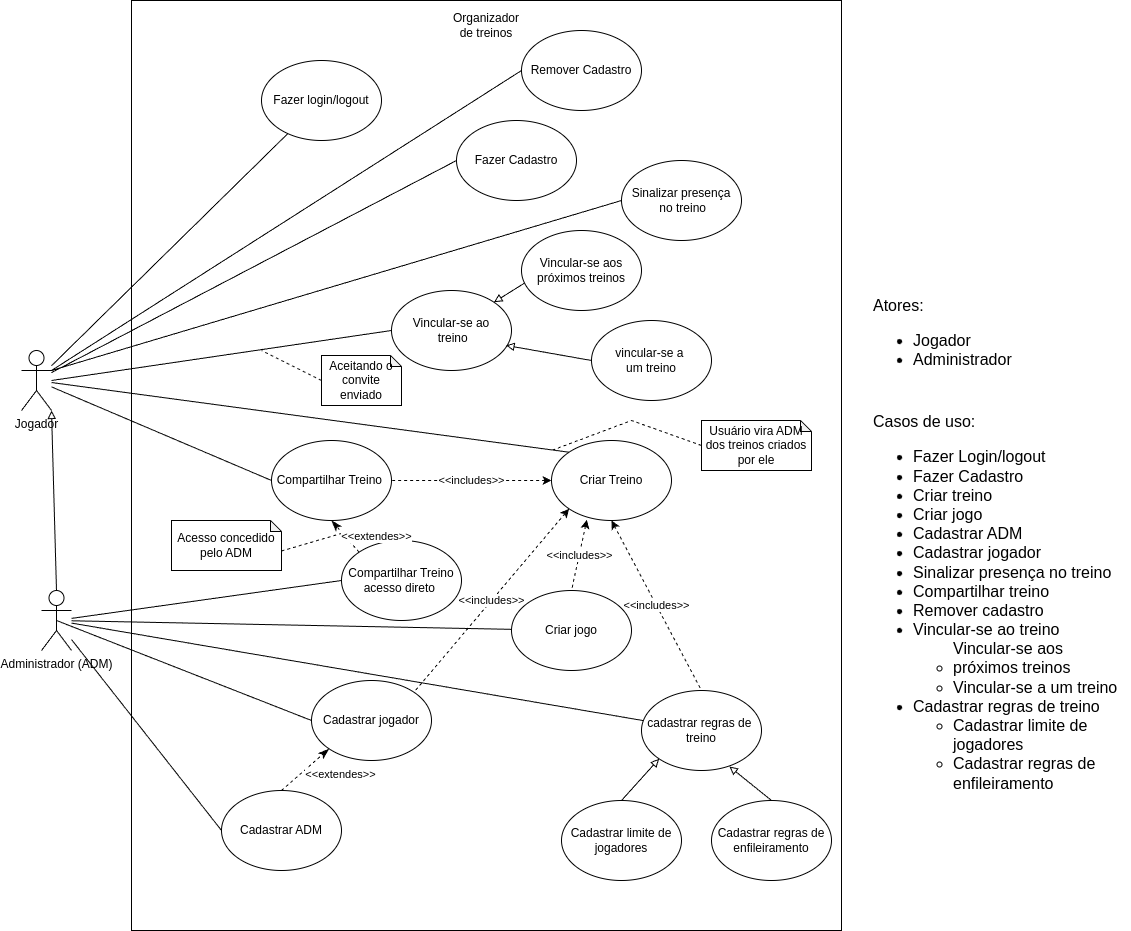 Organizador
de treinos
Remover Cadastro
Fazer login/logout
Fazer Cadastro
Sinalizar presença
no treino
Vincular-se aos
próximos treinos
Vincular-se ao
treino
vincular-se a
um treino
Aceitando o
convite
enviado
Jogador
Usuário vira ADM
dos treinos criados
por ele
Compartilhar Treino
<<includes>>
Criar Treino
Acesso concedido
pelo ADM
<<extendes>>
<<includes>>
Compartilhar Treino
acesso direto
<<includes>>
<<includes>>
Criar jogo
Administrador (ADM)
Cadastrar jogador
cadastrar regras de
treino
<<extendes>>
Cadastrar ADM
Cadastrar limite de
jogadores
Cadastrar regras de
enfileiramento
Atores:
Jogador
Administrador
Casos de uso:
Fazer Login/logout
Fazer Cadastro
Criar treino
Criar jogo
Cadastrar ADM
Cadastrar jogador
Sinalizar presença no treino
Compartilhar treino
Remover cadastro
Vincular-se ao treino
Vincular-se aos
próximos treinos
Vincular-se a um treino
Cadastrar regras de treino
Cadastrar limite de
jogadores
Cadastrar regras de
enfileiramento